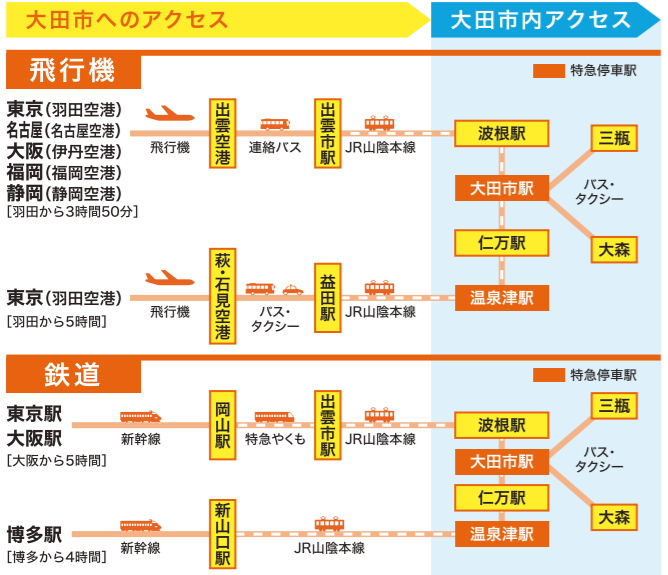 大田市へのアクセス
大田市内アクセス
飛行機
特急停車駅
東京(羽田空港)
名古屋(名古屋空港)
大阪(伊丹空港)
福岡(福岡空港)
静岡(静岡空港)
[羽田から3時間50分]
飛行機
出雲空港
連絡バス
出雲市駅
JR山陰本線
波根駅
大田市駅
仁万駅
温泉津駅
三瓶
バス・
タクシー
大森
東京(羽田空港)
[羽田から5時間]
飛行機
萩・石見空港
バス・
タクシー
益田駅
JR山陰本線
鉄道
特急停車駅
東京駅
大阪駅
[大阪から5時間]
新幹線
岡山駅
特急やくも
出雲市駅
JR山陰本線
波根駅
大田市駅
仁万駅
温泉津駅
三瓶
バス・
タクシー
大森
博多駅
[博多から4時間]
新幹線
新山口駅
JR山陰本線